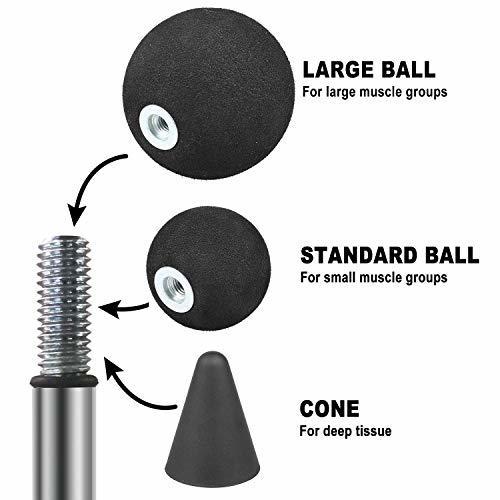 LARGE BALL
For large muscle groups
STANDARD BALL
For small muscle groups
CONE
For deep tissue